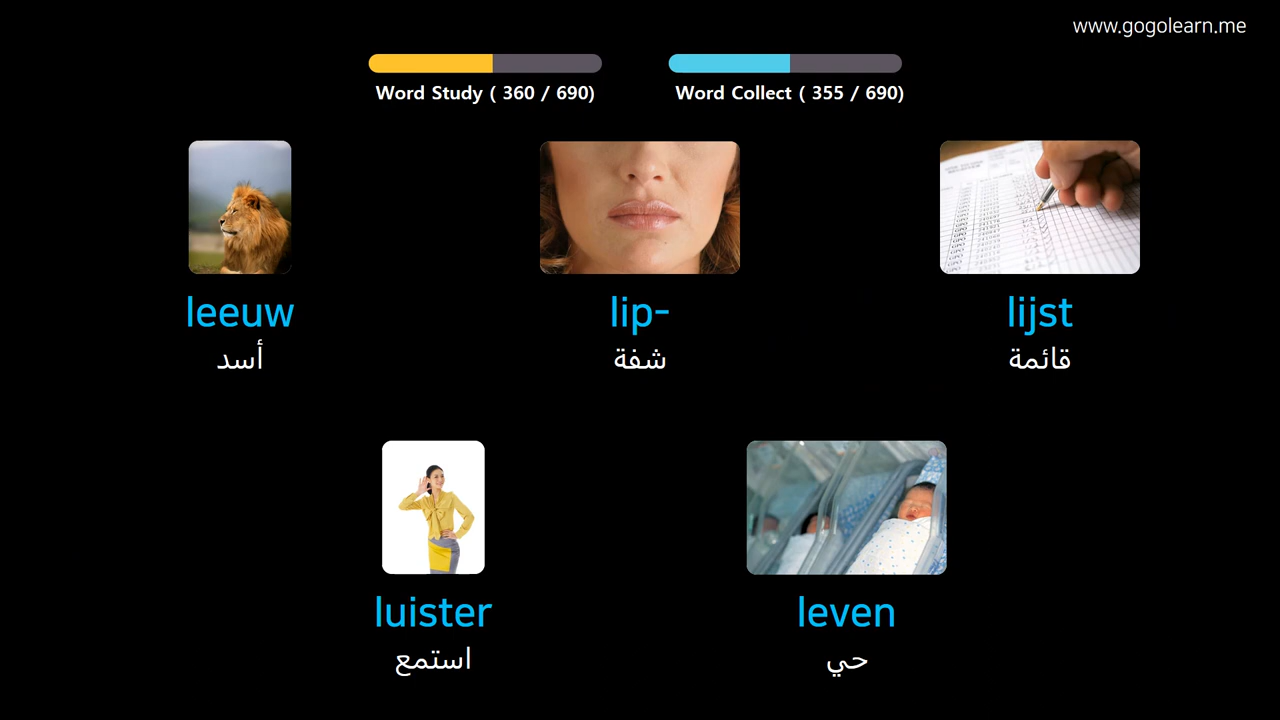 www.gogolearn.me
Word Study ( 360 / 690)
Word Collect ( 355 / 690)
leeuw
أسد
lip-
شفة
lijst
قائمة
luister
استمع
leven
حي